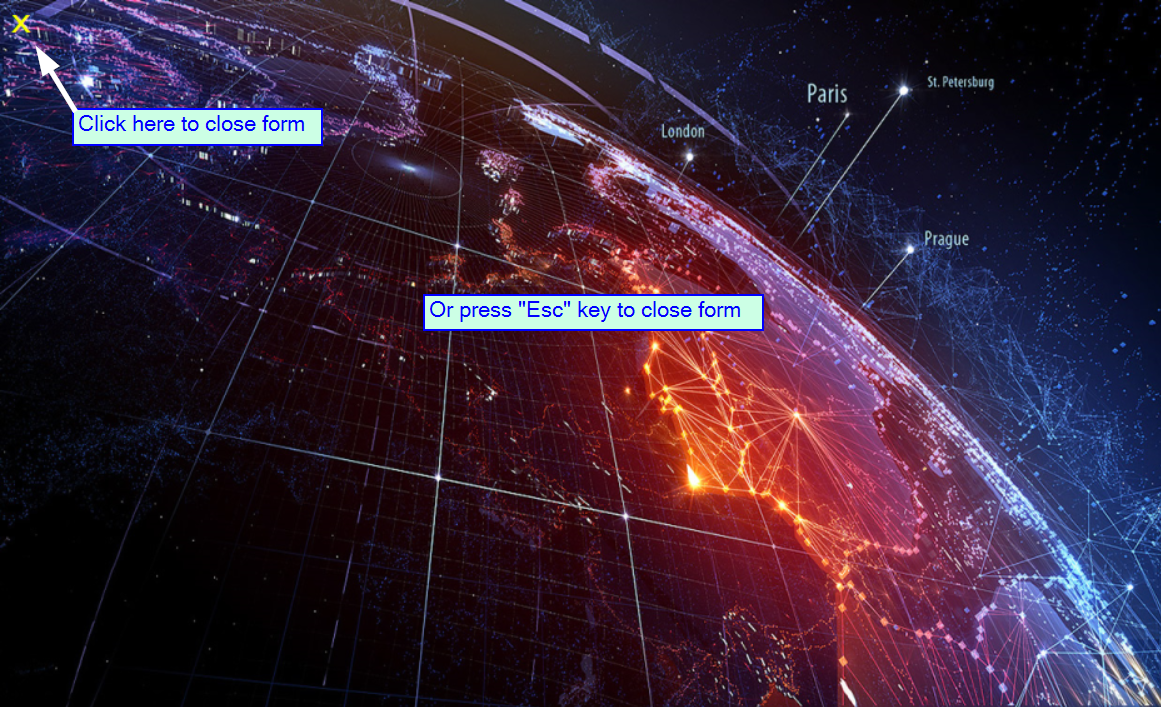 X
Click here to close form
Paris
St. Petersburg
London
Prague
Or press "Esc" key to close form